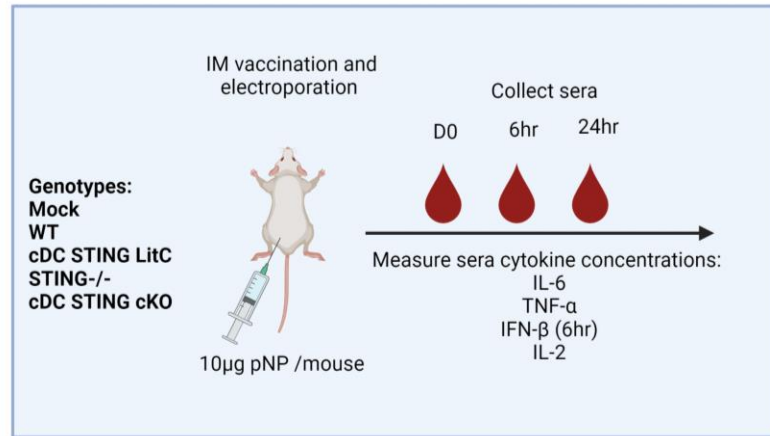 IM vaccination and
electroporation
Collect sera
D0 6hr 24hr
Genotypes:
Mock
WT
cDC STING LitC
STING-/-
cDC STING cKO
10µg pNP /mouse
Measure sera cytokine concentrations:
IL-6
TNF-α
IFN-β (6hr)
IL-2